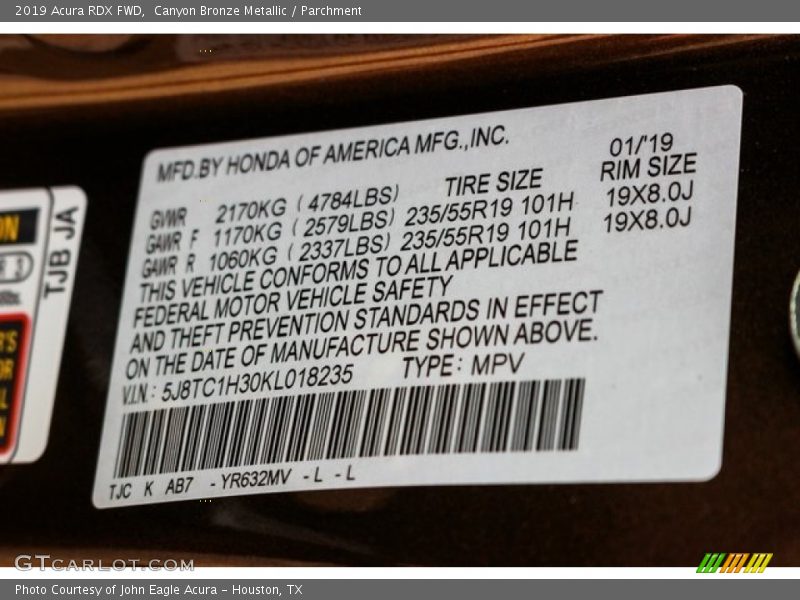 2019 Acura RDX FWD,  Canyon Bronze Metallic / Parchment
MFD.BY HONDA OF AMERICA MFG.,INC.
01/'19
GVWR 2170KG ( 4784LBS) TIRE SIZE RIM SIZE
GAWR F 1170KG ( 2579LBS) 235/55R19 101H 19X8.0J
GAWR R 1060KG ( 2337LBS) 235/55R19 101H 19X8.0J
THIS VEHICLE CONFORMS TO ALL APPLICABLE
FEDERAL MOTOR VEHICLE SAFETY
AND THEFT PREVENTION STANDARDS IN EFFECT
ON THE DATE OF MANUFACTURE SHOWN ABOVE.
V.I.N.: 5J8TC1H30KL018235 TYPE: MPV
TJC K AB7 - YR632MV - L - L
TJB JA
GTCARLOT.COM
Photo Courtesy of John Eagle Acura - Houston, TX